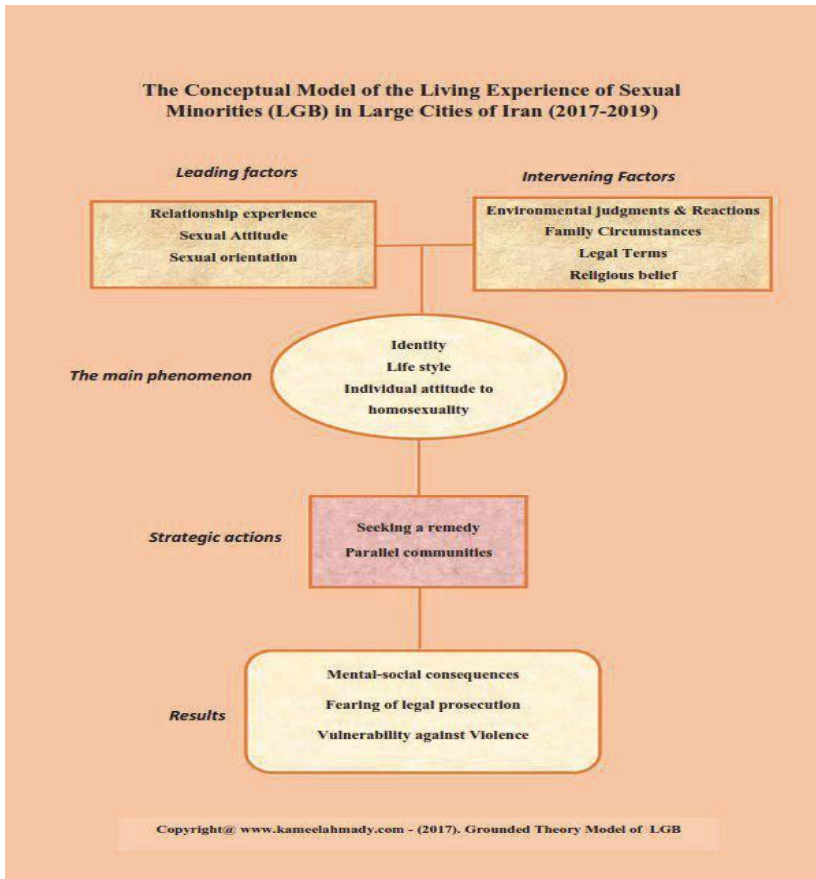 The Conceptual Model of the Living Experience of Sexual
Minorities (LGB) in Large Cities of Iran (2017-2019)
Leading factors
Intervening Factors
Relationship experience
Sexual Attitude
Sexual orientation
Environmental judgments & Reactions
Family Circumstances
Legal Terms
Religious belief
The main phenomenon
Identity
Life style
Individual attitude to
homosexuality
Strategic actions
Seeking a remedy
Parallel communities
Results
Mental-social consequences
Fearing of legal prosecution
Vulnerability against Violence
Copyright@ www.kameelahmady.com - (2017). Grounded Theory Model of LGB